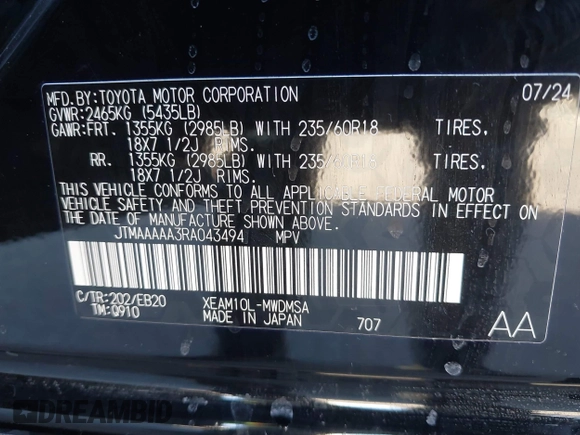 MFD.BY:TOYOTA MOTOR CORPORATION 07/24
GVWR:2465KG (5435LB)
GAWR:FRT. 1355KG (2985LB) WITH 235/60R18 TIRES.
18X7 1/2J RIMS.
RR. 1355KG (2985LB) WITH 235/60R18 TIRES.
18X7 1/2J RIMS.
THIS VEHICLE CONFORMS TO ALL APPLICABLE FEDERAL MOTOR
VEHICLE SAFETY AND THEFT PREVENTION STANDARDS IN EFFECT ON
THE DATE OF MANUFACTURE SHOWN ABOVE.
JTMAAAAA3RA043494 MPV
C/TR:202/EB20 XEAM10L-MWDMSA
TM:Q910 MADE IN JAPAN 707 AA
DREAMBID